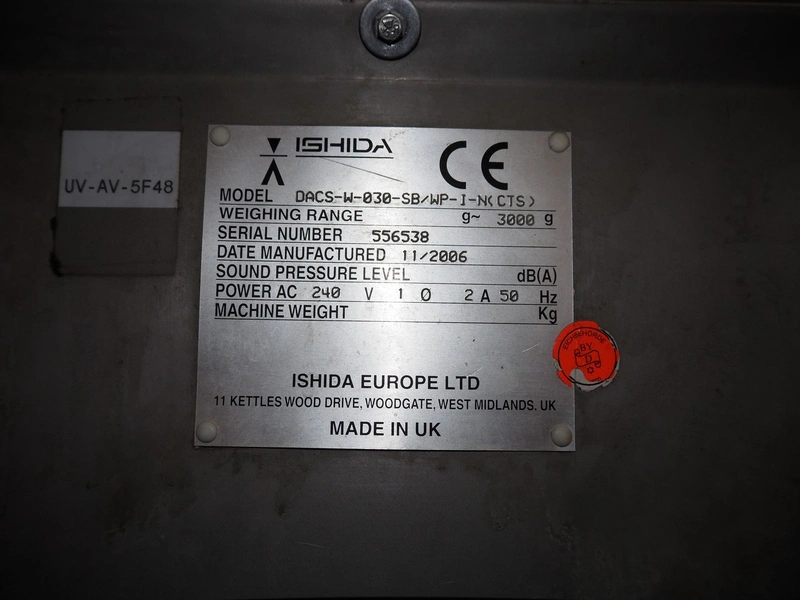 UV-AV-5F48
ISHIDA
CE
MODEL DACS-W-030-SB/WP-I-N(CTS)
WEIGHING RANGE g~ 3000 g
SERIAL NUMBER 556538
DATE MANUFACTURED 11/2006
SOUND PRESSURE LEVEL dB(A)
POWER AC 240 V 1 Ø 2 A 50 Hz
MACHINE WEIGHT Kg
EICHBEHÖRDE
BY
D
ISHIDA EUROPE LTD
11 KETTLES WOOD DRIVE, WOODGATE, WEST MIDLANDS. UK
MADE IN UK